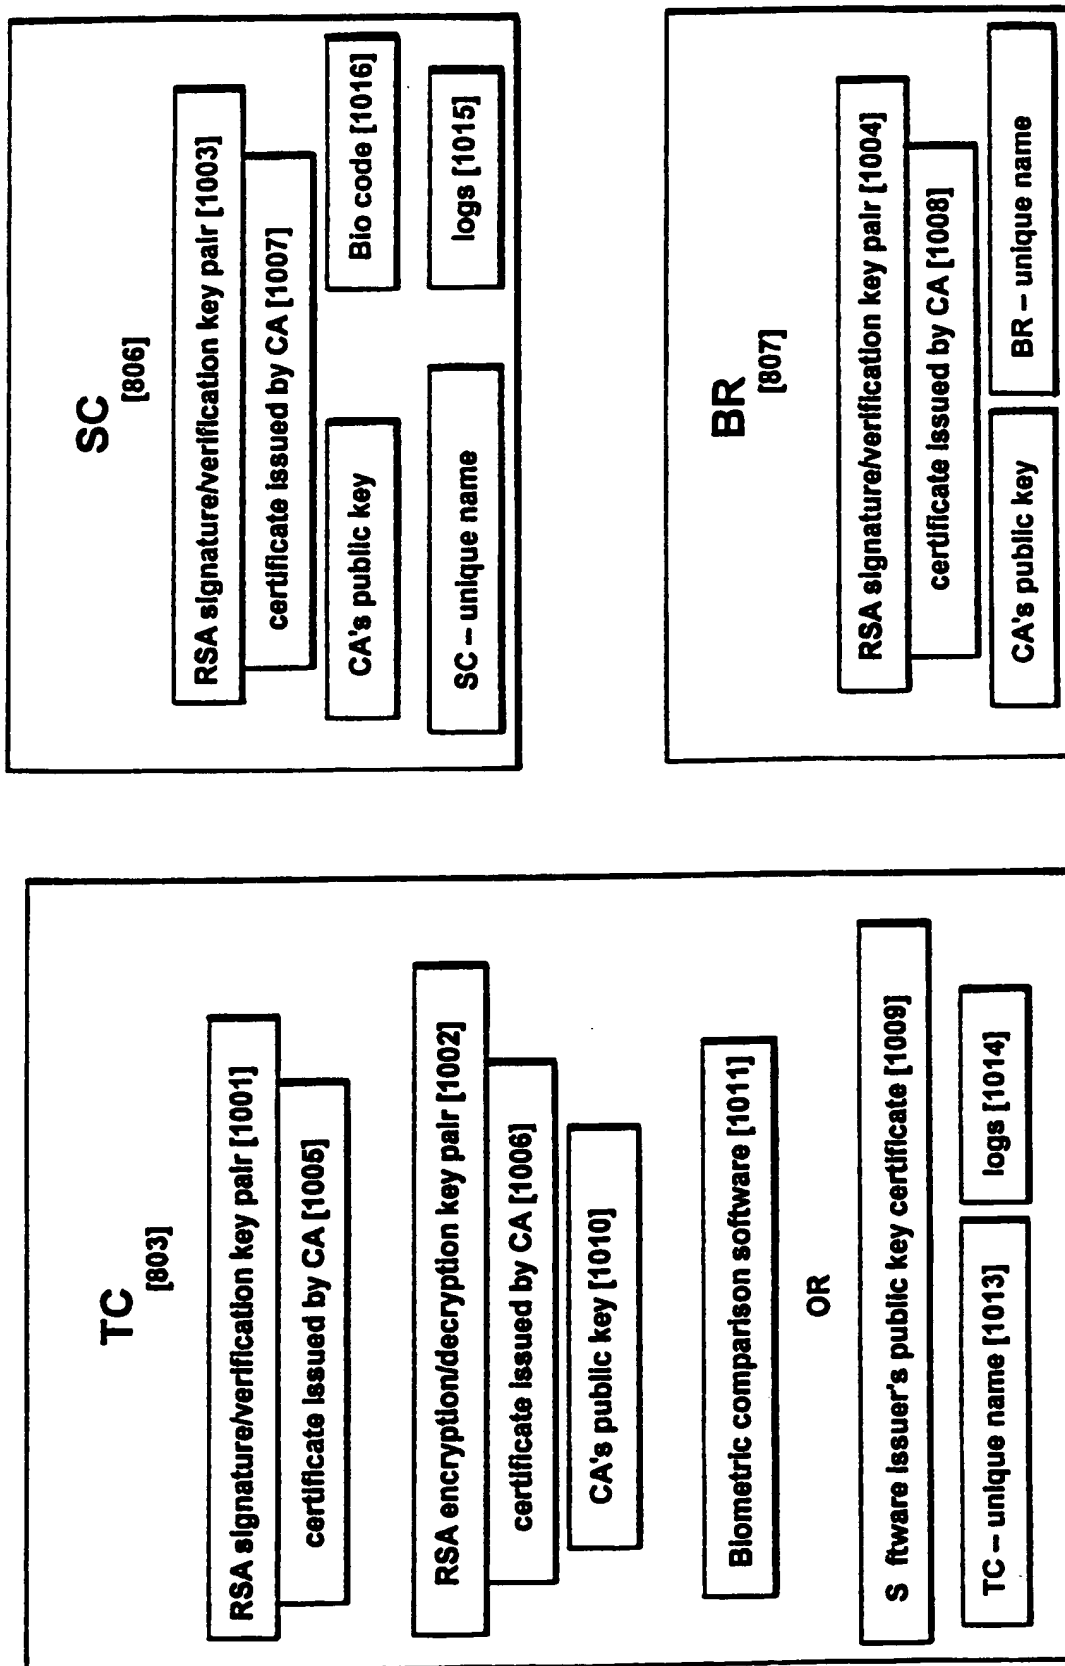 TC
[803]
RSA signature/verification key pair [1001]
certificate issued by CA [1005]
RSA encryption/decryption key pair [1002]
certificate issued by CA [1006]
CA's public key [1010]
Biometric comparison software [1011]
OR
S ftware issuer's public key certificate [1009]
TC – unique name [1013]
logs [1014]
SC
[806]
RSA signature/verification key pair [1003]
certificate issued by CA [1007]
CA's public key
Bio code [1016]
SC – unique name
logs [1015]
BR
[807]
RSA signature/verification key pair [1004]
certificate issued by CA [1008]
CA's public key
BR – unique name